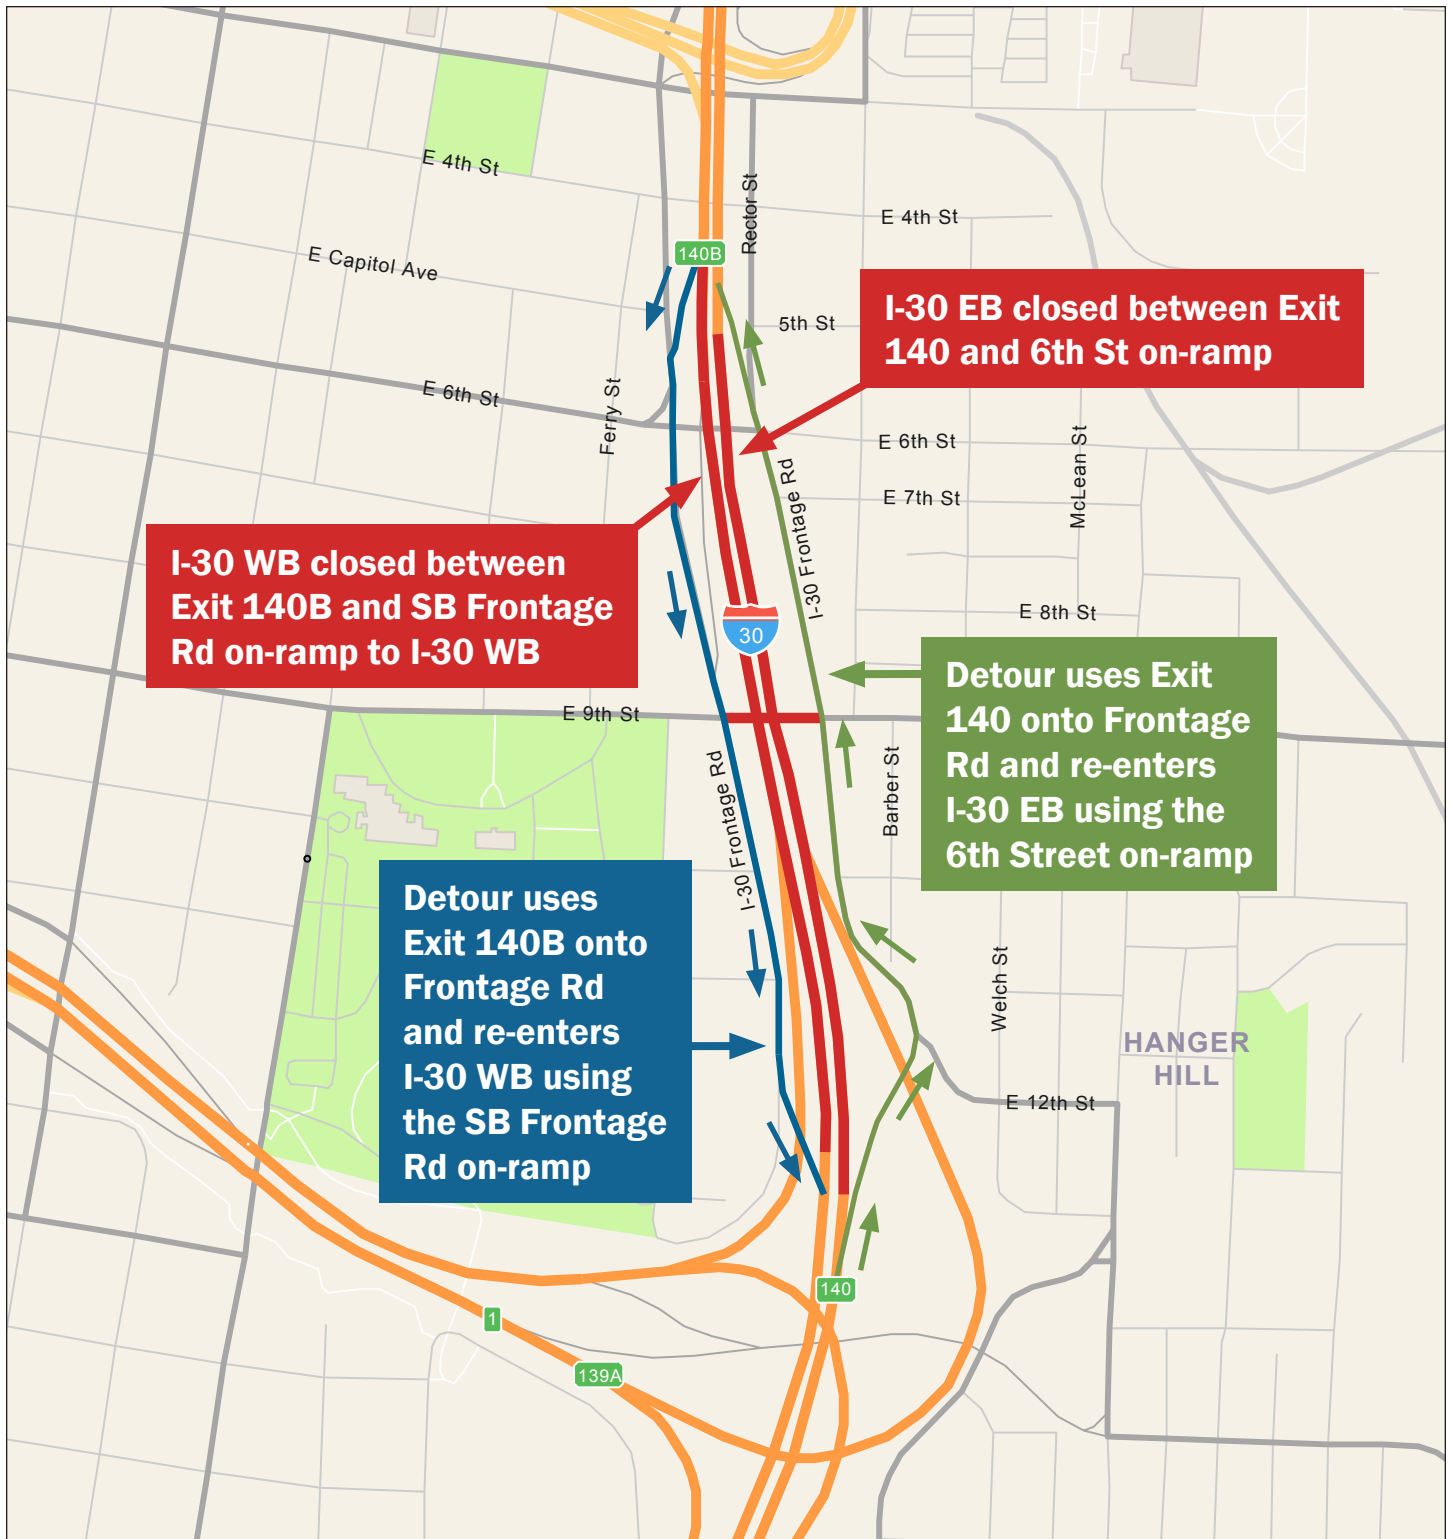 E 4th St
Rector St
E 4th St
140B
E Capitol Ave
I-30 EB closed between Exit
140 and 6th St on-ramp
5th St
E 6th St
Ferry St
E 6th St
McLean St
I-30 Frontage Rd
E 7th St
I-30 WB closed between
Exit 140B and SB Frontage
Rd on-ramp to I-30 WB
E 8th St
30
Detour uses Exit
140 onto Frontage
Rd and re-enters
I-30 EB using the
6th Street on-ramp
E 9th St
I-30 Frontage Rd
Barber St
Detour uses
Exit 140B onto
Frontage Rd
and re-enters
I-30 WB using
the SB Frontage
Rd on-ramp
Welch St
HANGER
HILL
E 12th St
140
1
139A